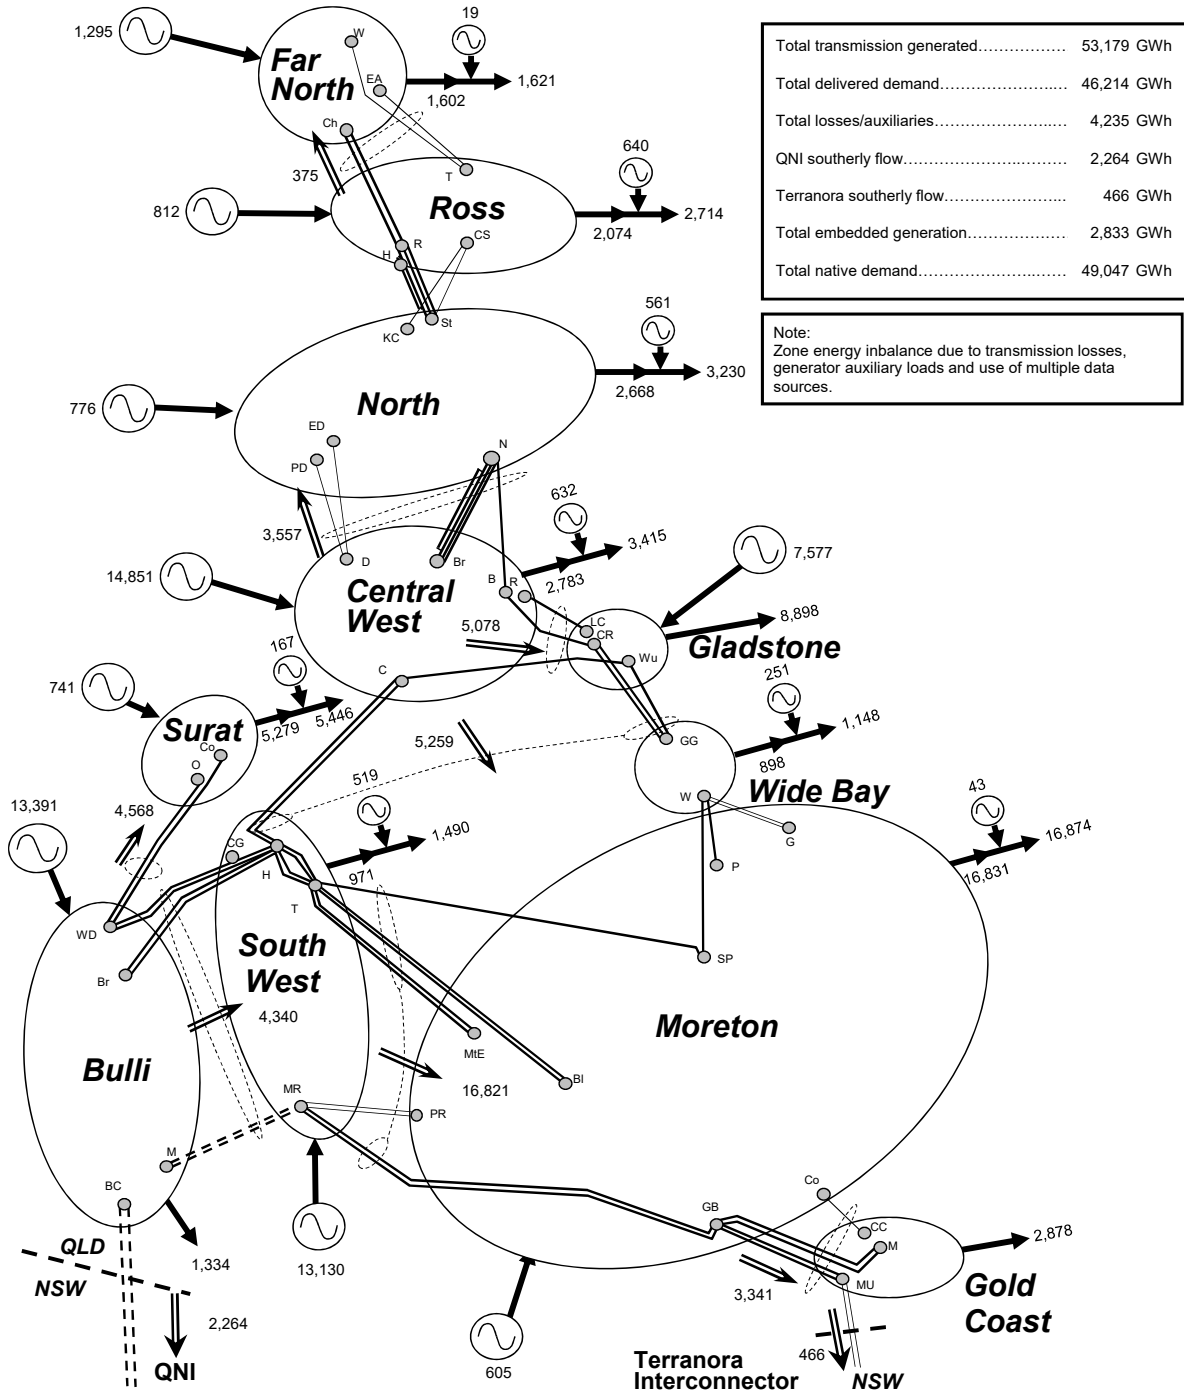 1,295
W
Far
North
EA
Ch
19
1,602
1,621
375
T
812
Ross
640
2,074
2,714
CS
R
H
St
KC
561
2,668
3,230
776
North
ED
PD
N
3,557
632
3,415
2,783
14,851
D
Br
Central
West
B
R
5,078
7,577
LC
CR
Wu
8,898
Gladstone
C
167
741
Surat
Co
O
5,279
5,446
5,259
519
GG
251
1,148
898
W
Wide Bay
G
P
13,391
4,568
CG
H
T
1,490
971
43
16,874
16,831
WD
Br
South
West
4,340
SP
Moreton
MtE
BI
Bulli
MR
16,821
PR
M
BC
1,334
13,130
QLD
NSW
2,264
QNI
605
GB
Co
CC
M
MU
2,878
3,341
Gold
Coast
466
Terranora
Interconnector
NSW
Total transmission generated……………… 53,179 GWh
Total delivered demand…………………..…. 46,214 GWh
Total losses/auxiliaries…………………..…. 4,235 GWh
QNI southerly flow………………..………. 2,264 GWh
Terranora southerly flow…………………... 466 GWh
Total embedded generation……………..…. 2,833 GWh
Total native demand………………..…… 49,047 GWh
Note:
Zone energy inbalance due to transmission losses,
generator auxiliary loads and use of multiple data
sources.